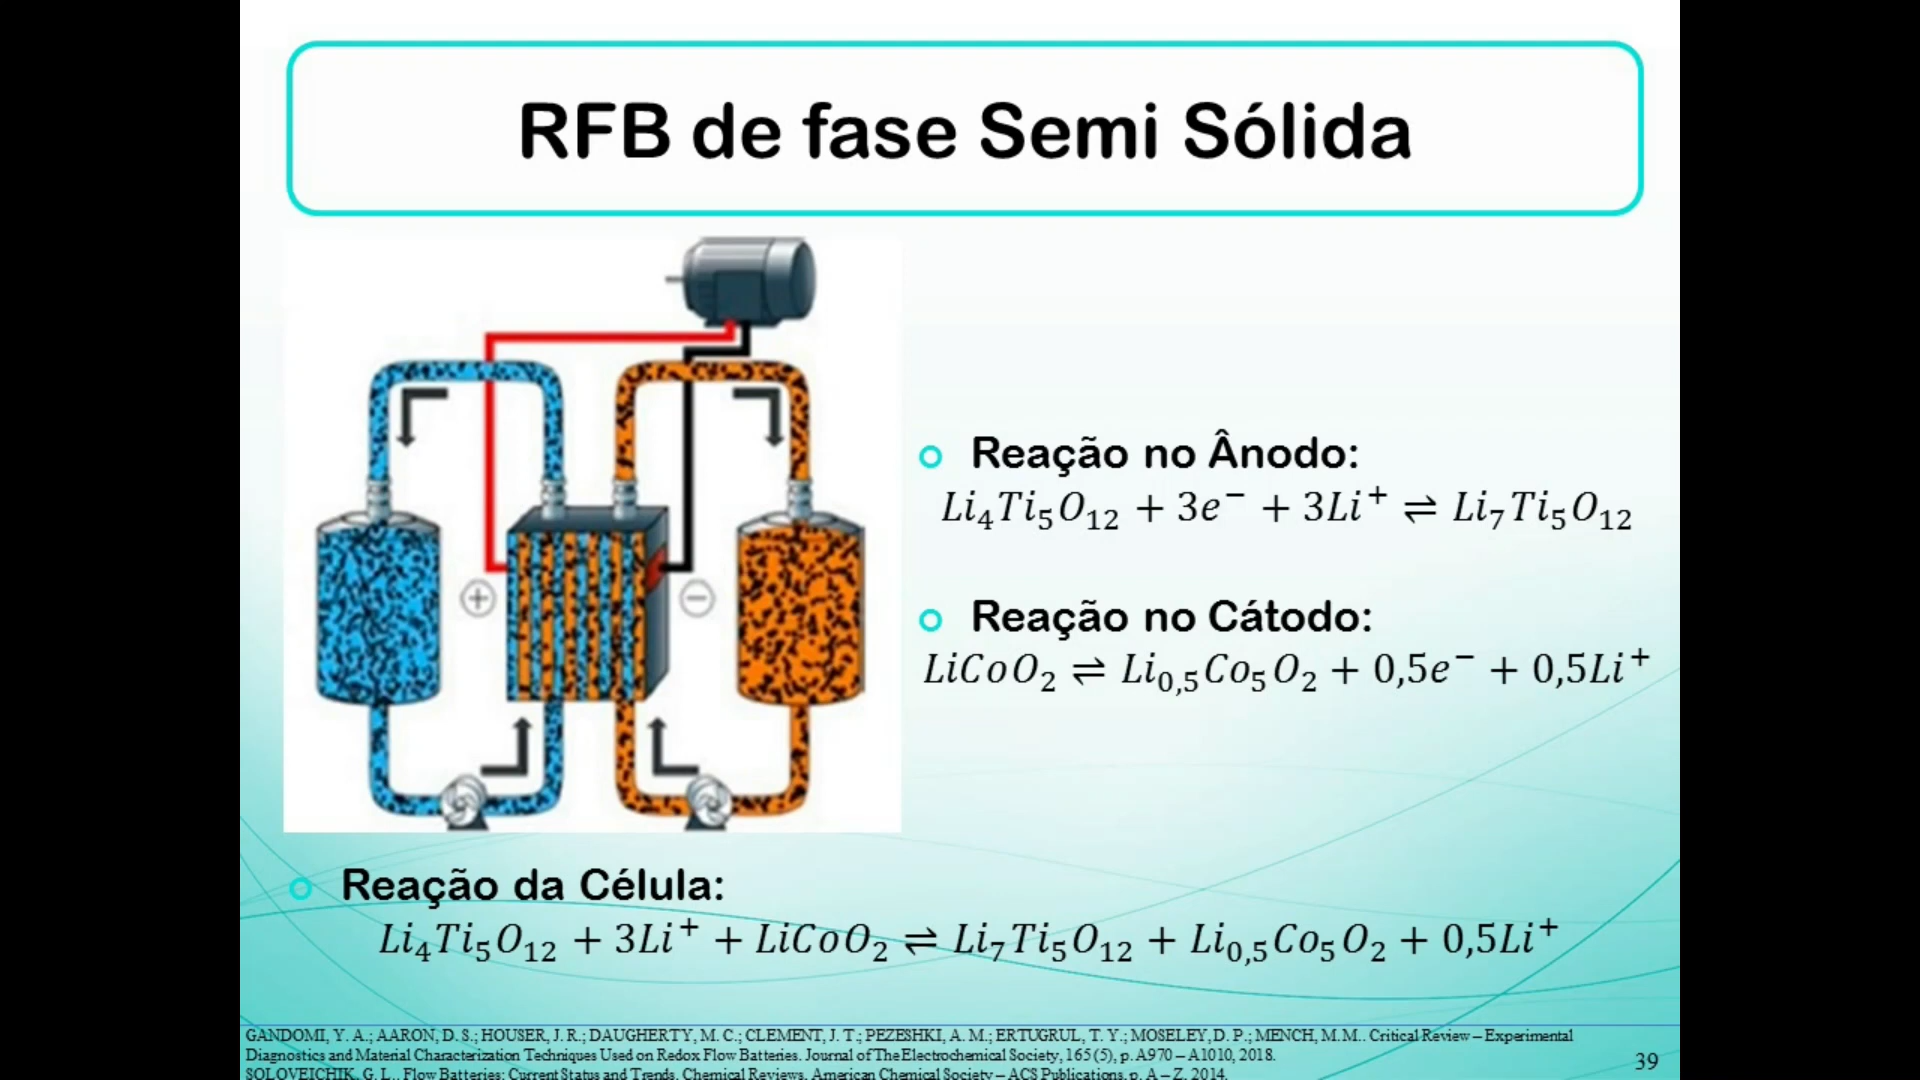 RFB de fase Semi Sólida
+
−
Reação no Ânodo:
Li₄Ti₅O₁₂ + 3e⁻ + 3Li⁺ ⇌ Li₇Ti₅O₁₂
Reação no Cátodo:
LiCoO₂ ⇌ Li₀,₅Co₅O₂ + 0,5e⁻ + 0,5Li⁺
Reação da Célula:
Li₄Ti₅O₁₂ + 3Li⁺ + LiCoO₂ ⇌ Li₇Ti₅O₁₂ + Li₀,₅Co₅O₂ + 0,5Li⁺
GANDOMI, Y. A.; AARON, D. S.; HOUSER, J. R.; DAUGHERTY, M. C.; CLEMENT, J. T.; PEZESHKI, A. M.; ERTUGRUL, T. Y.; MOSELEY, D. P.; MENCH, M.M.. Critical Review – Experimental
Diagnostics and Material Characterization Techniques Used on Redox Flow Batteries. Journal of The Electrochemical Society, 165 (5), p. A970 – A1010, 2018.
SOLOVEICHIK, G. L.. Flow Batteries: Current Status and Trends. Chemical Reviews. American Chemical Society – ACS Publications. p. A – Z, 2014.
39